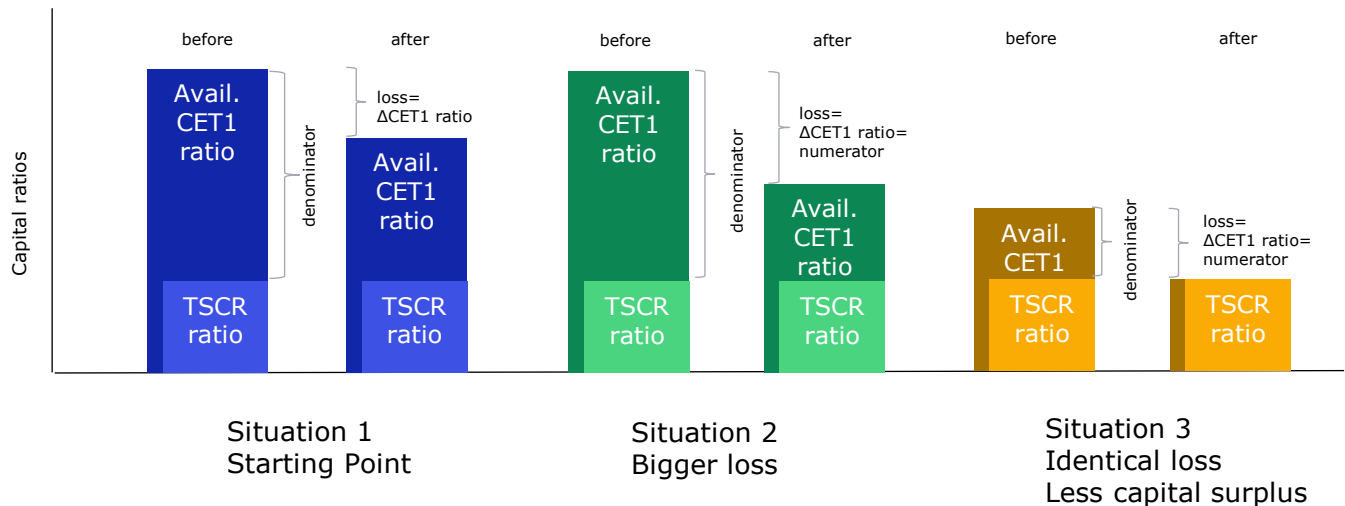 Capital ratios
before
after
Avail.
CET1
ratio
TSCR
ratio
denominator
loss=
ΔCET1 ratio
Avail.
CET1
ratio
TSCR
ratio
Situation 1
Starting Point
before
after
Avail.
CET1
ratio
TSCR
ratio
denominator
loss=
ΔCET1 ratio=
numerator
Avail.
CET1
ratio
TSCR
ratio
Situation 2
Bigger loss
before
after
Avail.
CET1
TSCR
ratio
denominator
loss=
ΔCET1 ratio=
numerator
TSCR
ratio
Situation 3
Identical loss
Less capital surplus